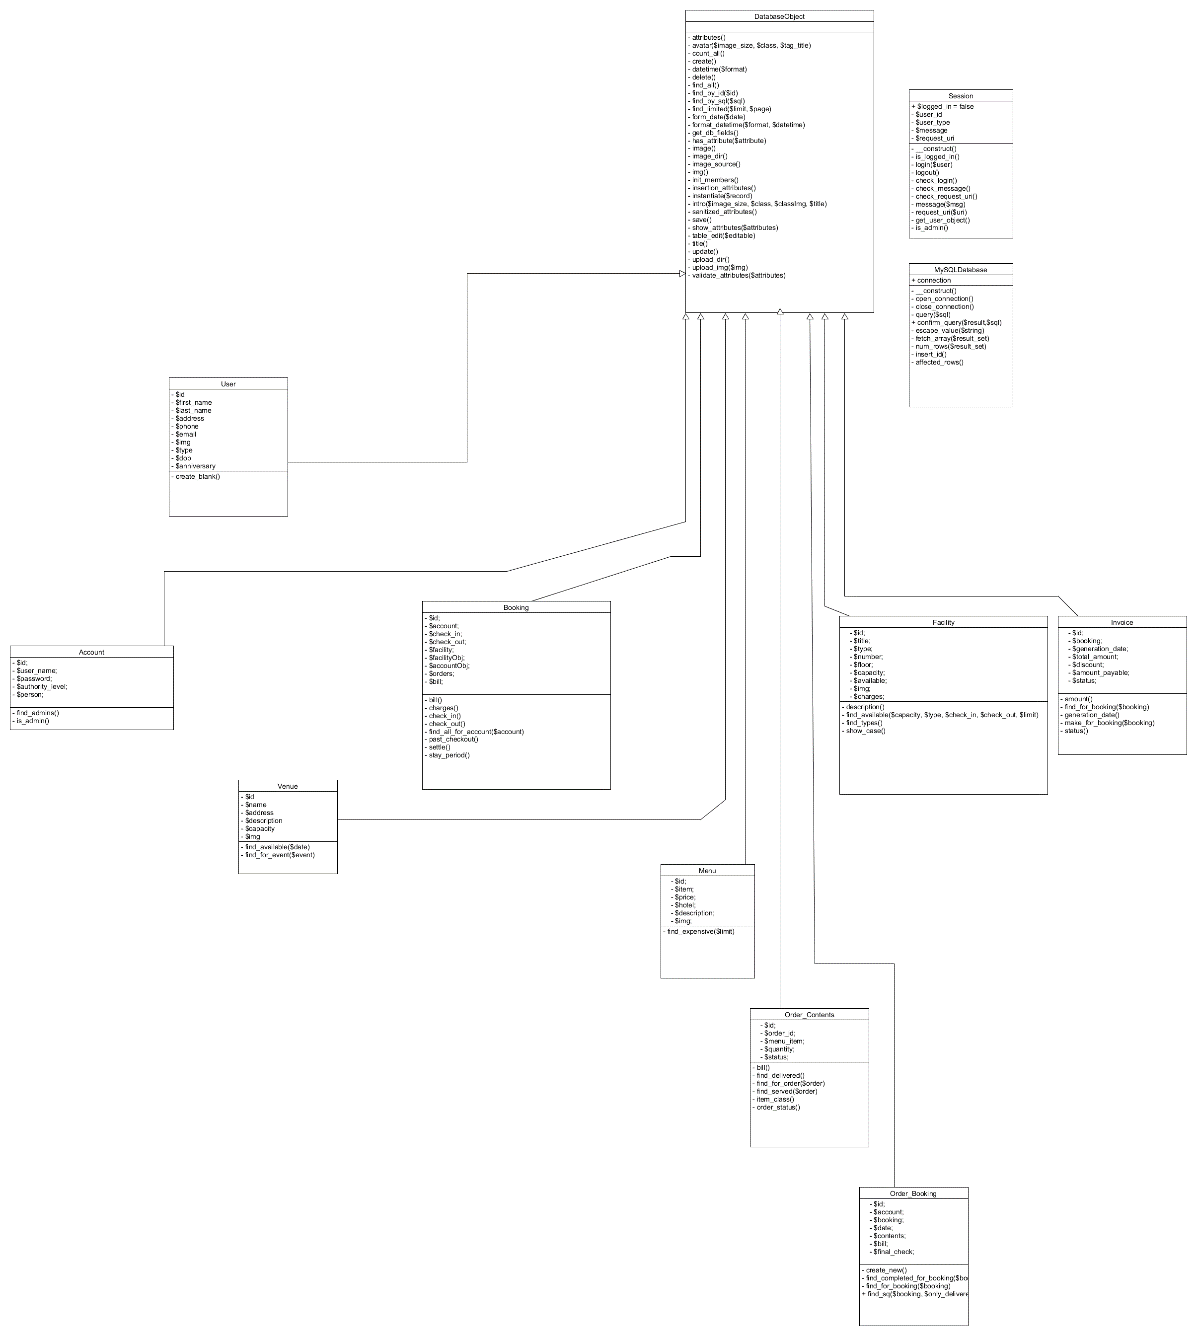 DatabaseObject
- attributes()
- avatar($image_size, $class, $tag_title)
- count_all()
- create()
- datetime($format)
- delete()
- find_all()
- find_by_id($id)
- find_by_sql($sql)
- find_limited($limit, $page)
- form_date($date)
- format_datetime($format, $datetime)
- get_db_fields()
- has_attribute($attribute)
- image()
- image_dir()
- image_source()
- img()
- init_members()
- insertion_attributes()
- instantiate($record)
- intro($image_size, $class, $classImg, $title)
- sanitized_attributes()
- save()
- show_attributes($attributes)
- table_edit($editable)
- title()
- update()
- upload_dir()
- upload_img($img)
- validate_attributes($attributes)
Session
+ $logged_in = false
- $user_id
- $user_type
- $message
- $request_uri
- __construct()
- is_logged_in()
- login($user)
- logout()
- check_login()
- check_message()
- check_request_uri()
- message($msg)
- request_uri($uri)
- get_user_object()
- is_admin()
MySQLDatabase
+ connection
- __construct()
- open_connection()
- close_connection()
- query($sql)
+ confirm_query($result,$sql)
- escape_value($string)
- fetch_array($result_set)
- num_rows($result_set)
- insert_id()
- affected_rows()
User
- $id
- $first_name
- $last_name
- $address
- $phone
- $email
- $img
- $type
- $dob
- $anniversary
- create_blank()
Account
- $id;
- $user_name;
- $password;
- $authority_level;
- $person;
- find_admins()
- is_admin()
Booking
- $id;
- $account;
- $check_in;
- $check_out;
- $facility;
- $facilityObj;
- $accountObj;
- $orders;
- $bill;
- bill()
- charges()
- check_in()
- check_out()
- find_all_for_account($account)
- past_checkout()
- settle()
- stay_period()
Facility
- $id;
- $title;
- $type;
- $number;
- $floor;
- $capacity;
- $available;
- $img;
- $charges;
- description()
- find_available($capacity, $type, $check_in, $check_out, $limit)
- find_types()
- show_case()
Invoice
- $id;
- $booking;
- $generation_date;
- $total_amount;
- $discount;
- $amount_payable;
- $status;
- amount()
- find_for_booking($booking)
- generation_date()
- make_for_booking($booking)
- status()
Venue
- $id
- $name
- $address
- $description
- $capacity
- $img
- find_available($date)
- find_for_event($event)
Menu
- $id;
- $item;
- $price;
- $hotel;
- $description;
- $img;
- find_expensive($limit)
Order_Contents
- $id;
- $order_id;
- $menu_item;
- $quantity;
- $status;
- bill()
- find_delivered()
- find_for_order($order)
- find_served($order)
- item_class()
- order_status()
Order_Booking
- $id;
- $account;
- $booking;
- $date;
- $contents;
- $bill;
- $final_check;
- create_new()
- find_completed_for_booking($bo
- find_for_booking($booking)
+ find_sq($booking, $only_delivere